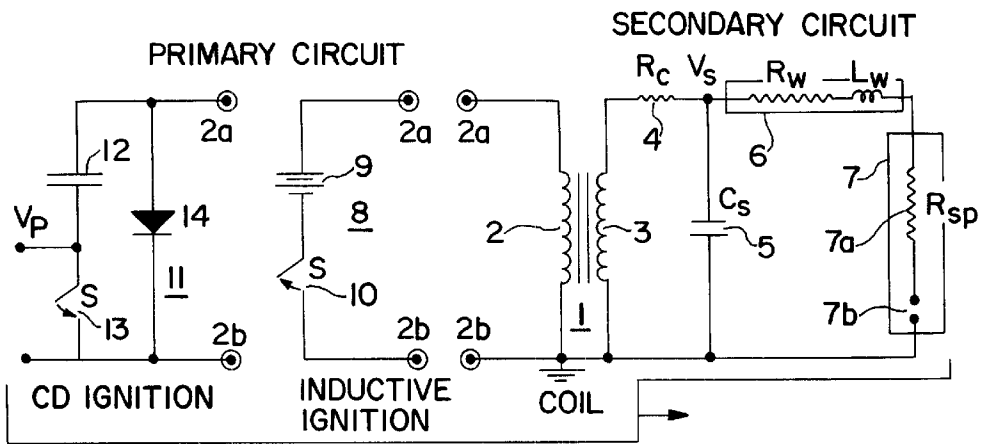 SECONDARY CIRCUIT
PRIMARY CIRCUIT
Rc Vs Rw Lw
4
6
2a 2a 2a
12
9
7
Rsp
Vp
14
8
2 3
Cs
5
7a
S
11
S
10
13
1
7b
2b 2b 2b
CD IGNITION
INDUCTIVE
IGNITION
COIL